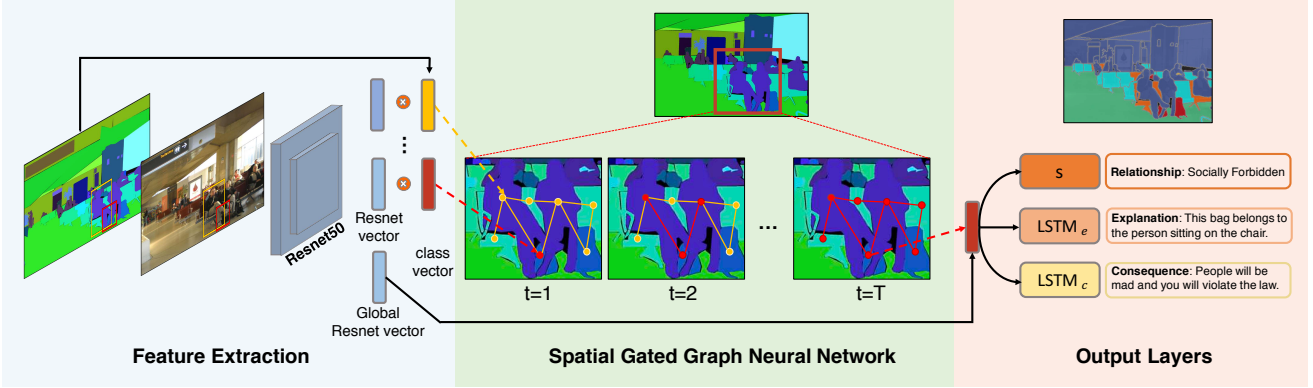 Resnet50
⋮
Resnet
vector
class
vector
Global
Resnet vector
Feature Extraction
t=1
t=2
...
t=T
Spatial Gated Graph Neural Network
S
Relationship: Socially Forbidden
LSTM e
Explanation: This bag belongs to
the person sitting on the chair.
LSTM c
Consequence: People will be
mad and you will violate the law.
Output Layers